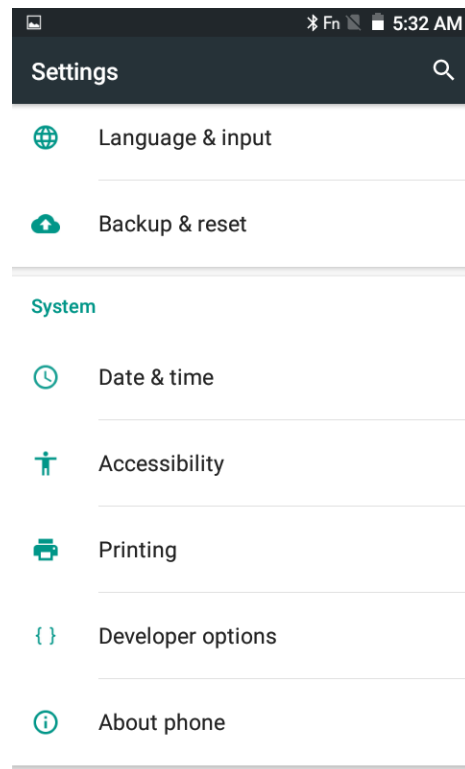 Fn 5:32 AM
Settings
Language & input
Backup & reset
System
Date & time
Accessibility
Printing
{ } Developer options
About phone